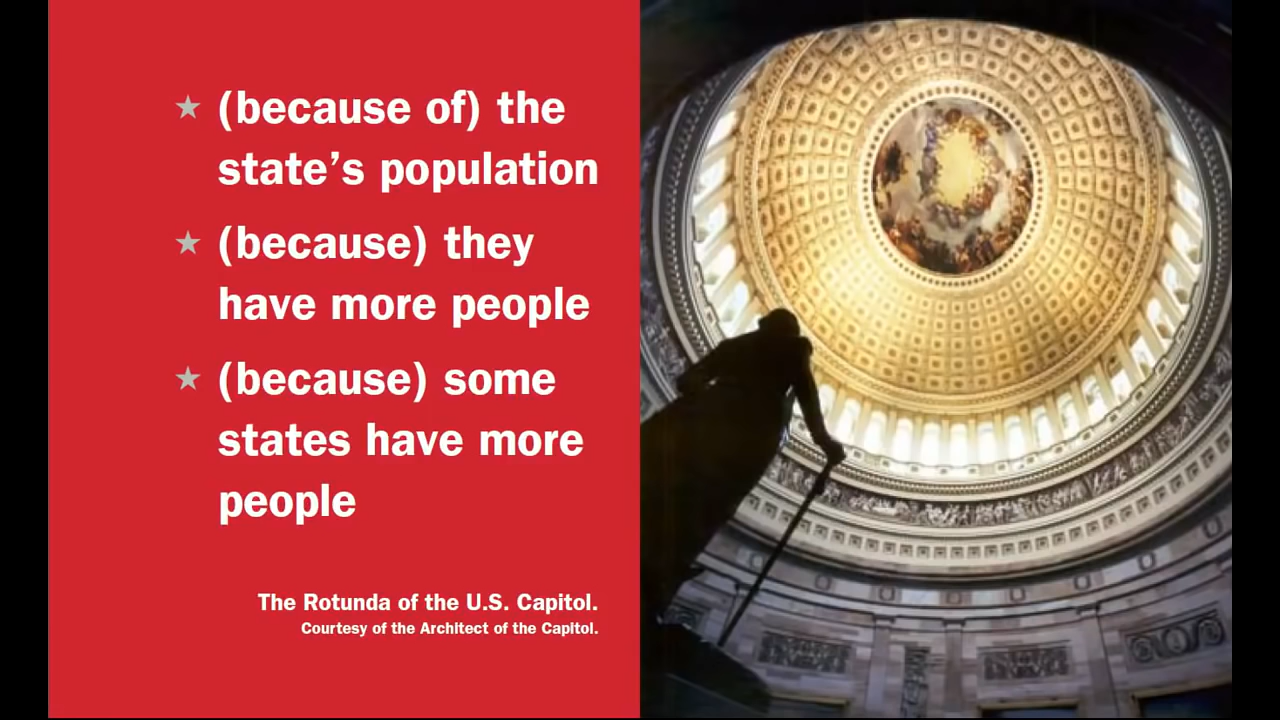 (because of) the
state’s population
(because) they
have more people
(because) some
states have more
people
The Rotunda of the U.S. Capitol.
Courtesy of the Architect of the Capitol.